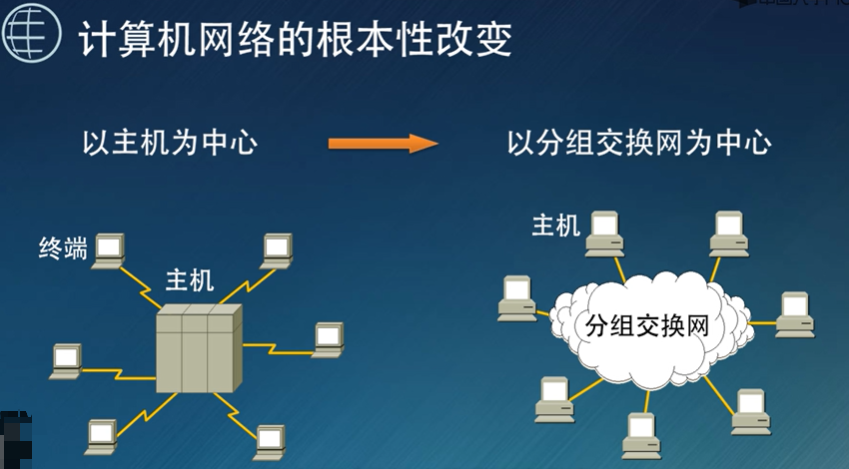 计算机网络的根本性改变
以主机为中心
以分组交换网为中心
终端
主机
主机
分组交换网